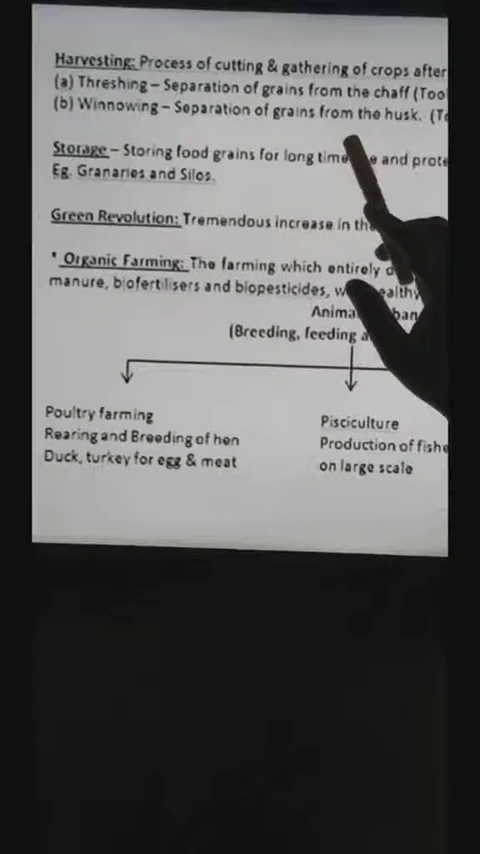 Harvesting: Process of cutting & gathering of crops after
(a) Threshing – Separation of grains from the chaff (Too
(b) Winnowing – Separation of grains from the husk. (T
Storage – Storing food grains for long time and prote
Eg. Granaries and Silos.
Green Revolution: Tremendous increase in the
* Organic Farming: The farming which entirely d
manure, biofertilisers and biopesticides, w ealthy
Anima ban
(Breeding, feeding a
Poultry farming
Rearing and Breeding of hen
Duck, turkey for egg & meat
Pisciculture
Production of fishe
on large scale